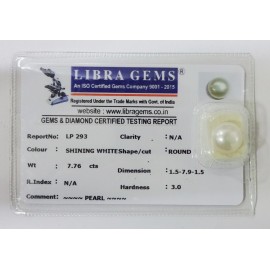 LIBRA GEMS
An ISO Certified Gems Company 9001 - 2015
Registered Under the Trade Marks with Govt. of India
website : www.libragems.co.in
GEMS & DIAMOND CERTIFIED TESTING REPORT
ReportNo: LP 293 Clarity : N/A
Colour : SHINING WHITE Shape/cut : ROUND
Wt 7.76 cts Dimension : 1.5-7.9-1.5
R.Index : N/A Hardness : 3.0
Comment : ~~~~ PEARL ~~~~